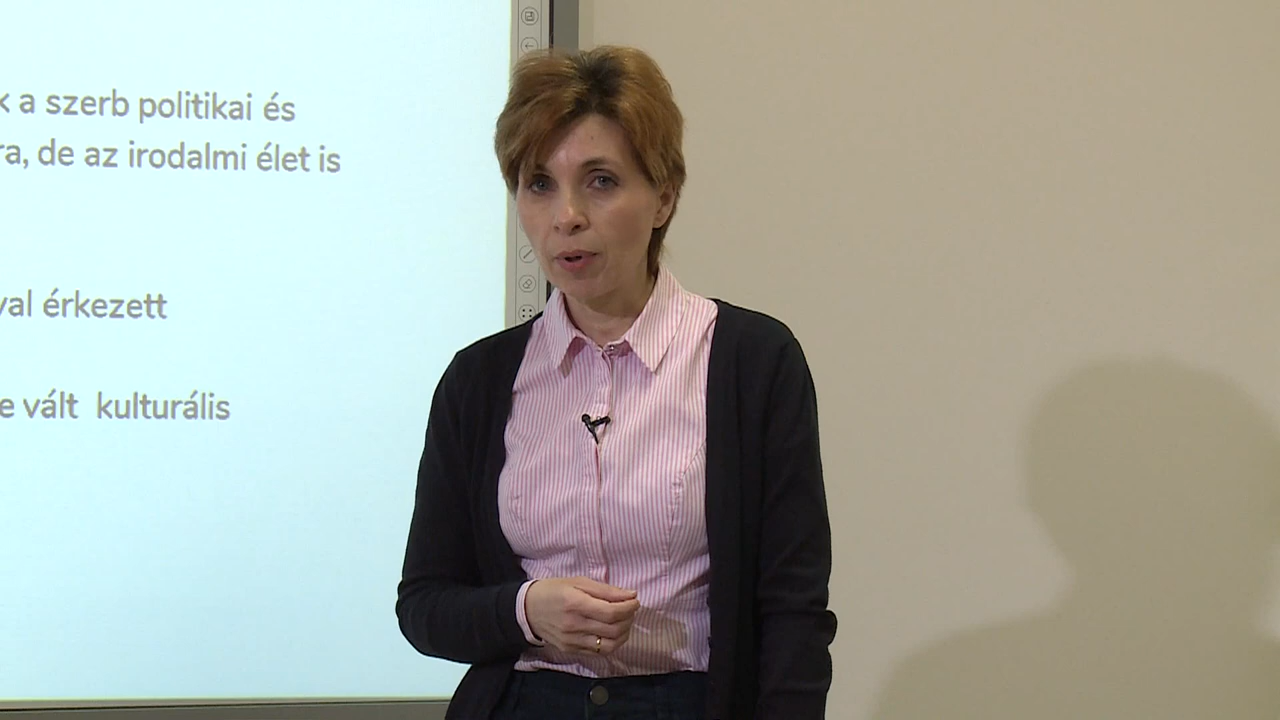 k a szerb politikai és
ra, de az irodalmi élet is
val érkezett
e vált kulturális